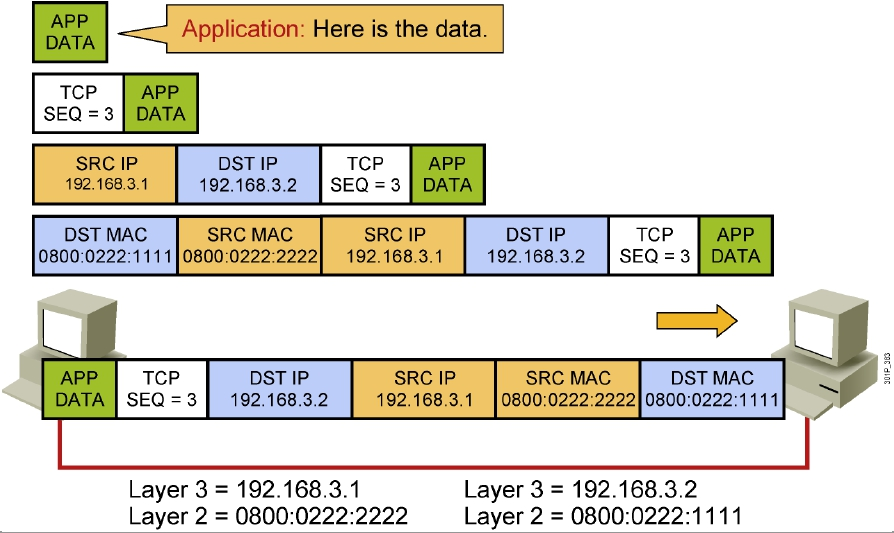 APP
DATA
Application: Here is the data.
TCP
SEQ = 3
APP
DATA
SRC IP
192.168.3.1
DST IP
192.168.3.2
TCP
SEQ = 3
APP
DATA
DST MAC
0800:0222:1111
SRC MAC
0800:0222:2222
SRC IP
192.168.3.1
DST IP
192.168.3.2
TCP
SEQ = 3
APP
DATA
APP
DATA
TCP
SEQ = 3
DST IP
192.168.3.2
SRC IP
192.168.3.1
SRC MAC
0800:0222:2222
DST MAC
0800:0222:1111
301P_363
Layer 3 = 192.168.3.1
Layer 2 = 0800:0222:2222
Layer 3 = 192.168.3.2
Layer 2 = 0800:0222:1111